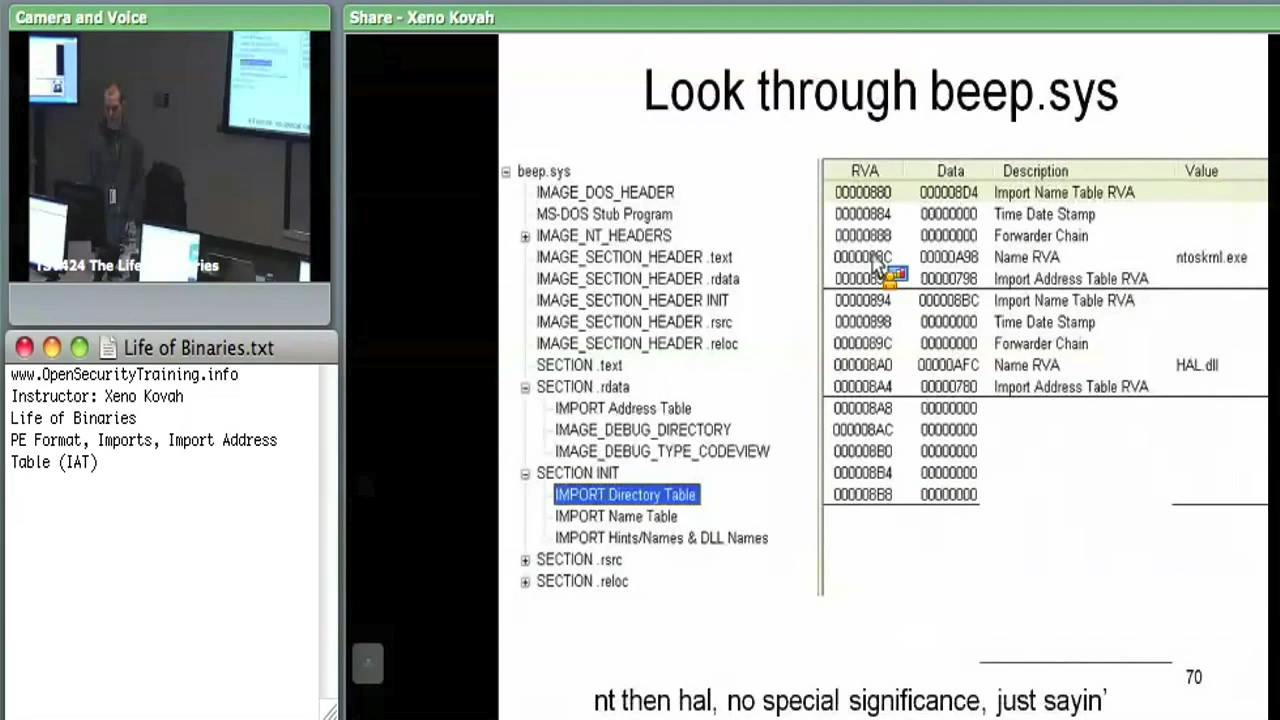 Camera and Voice
Share - Xeno Kovah
The Life
Life of Binaries.txt
www.OpenSecurityTraining.info
Instructor: Xeno Kovah
Life of Binaries
PE Format, Imports, Import Address
Table (IAT)
Look through beep.sys
beep.sys
IMAGE_DOS_HEADER
MS-DOS Stub Program
IMAGE_NT_HEADERS
IMAGE_SECTION_HEADER .text
IMAGE_SECTION_HEADER .rdata
IMAGE_SECTION_HEADER INIT
IMAGE_SECTION_HEADER .rsrc
IMAGE_SECTION_HEADER .reloc
SECTION .text
SECTION .rdata
IMPORT Address Table
IMAGE_DEBUG_DIRECTORY
IMAGE_DEBUG_TYPE_CODEVIEW
SECTION INIT
IMPORT Directory Table
IMPORT Name Table
IMPORT Hints/Names & DLL Names
SECTION .rsrc
SECTION .reloc
RVA Data Description Value
00000880 000008D4 Import Name Table RVA
00000884 00000000 Time Date Stamp
00000888 00000000 Forwarder Chain
00000A98 Name RVA ntoskrnl.exe
00000798 Import Address Table RVA
00000894 000008BC Import Name Table RVA
00000898 00000000 Time Date Stamp
0000089C 00000000 Forwarder Chain
000008A0 00000AFC Name RVA HAL.dll
000008A4 00000780 Import Address Table RVA
000008A8 00000000
000008AC 00000000
000008B0 00000000
000008B4 00000000
000008B8 00000000
70
nt then hal, no special significance, just sayin'